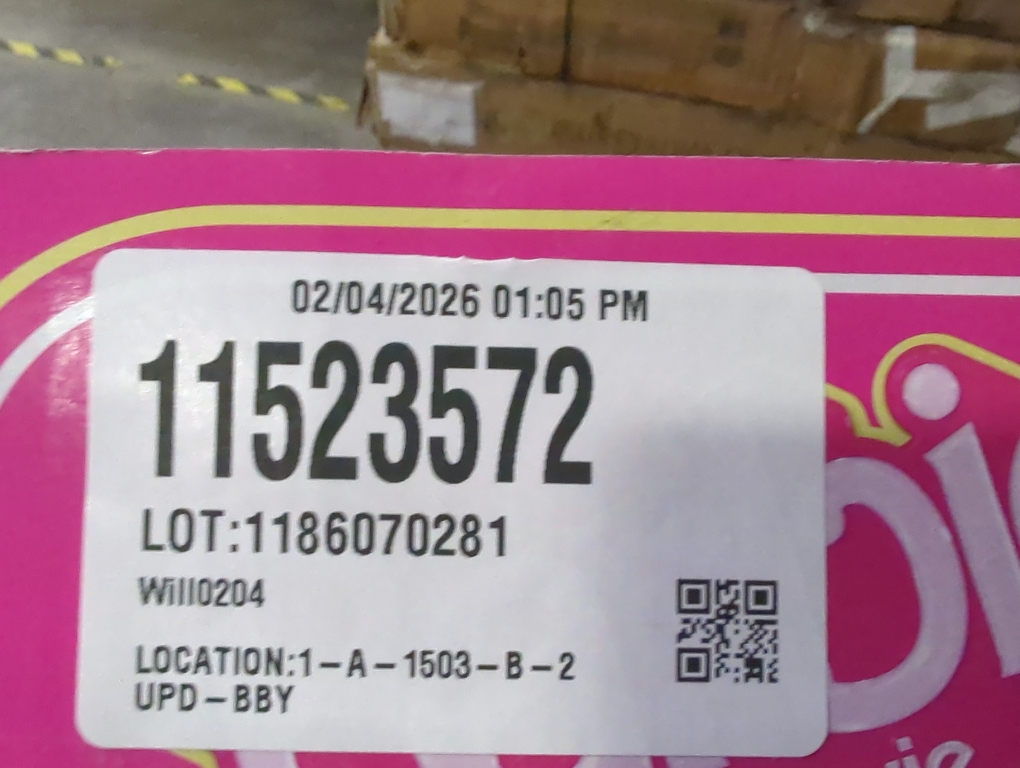 02/04/2026 01:05 PM
11523572
LOT:1186070281
Will0204
LOCATION:1-A-1503-B-2
UPD-BBY